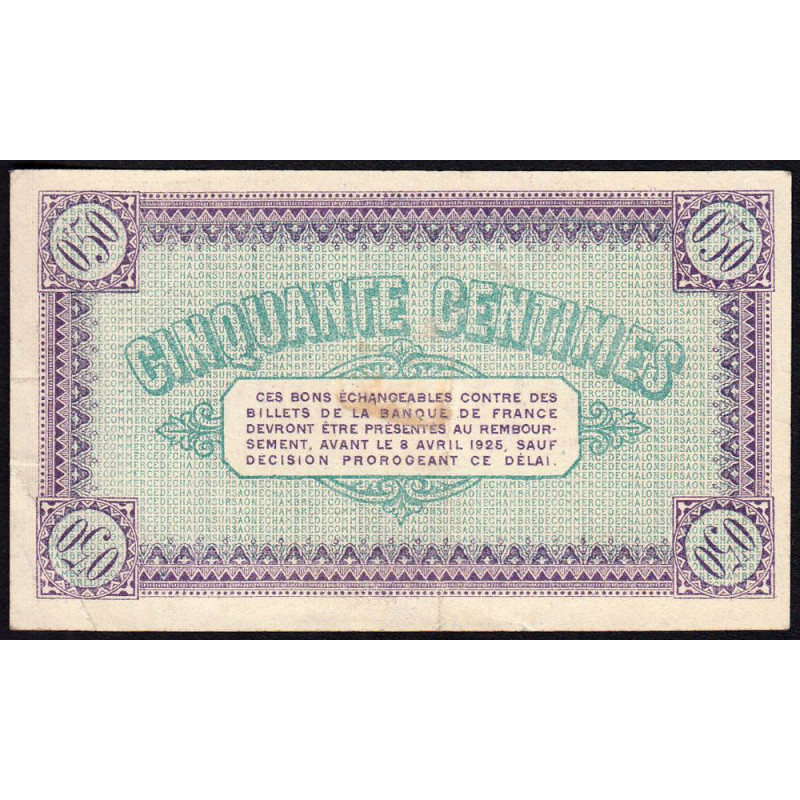 0'50 0'50
CINQUANTE CENTIMES
CES BONS ÉCHANGEABLES CONTRE DES
BILLETS DE LA BANQUE DE FRANCE
DEVRONT ÊTRE PRÉSENTÉS AU REMBOUR-
SEMENT, AVANT LE 8 AVRIL 1925, SAUF
DECISION PROROGEANT CE DÉLAI.
0'50 0'50